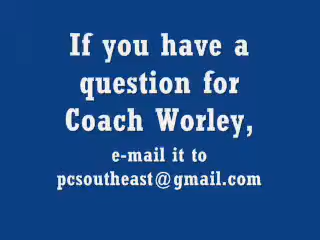 If you have a
question for
Coach Worley,
e-mail it to
pcsoutheast@gmail.com